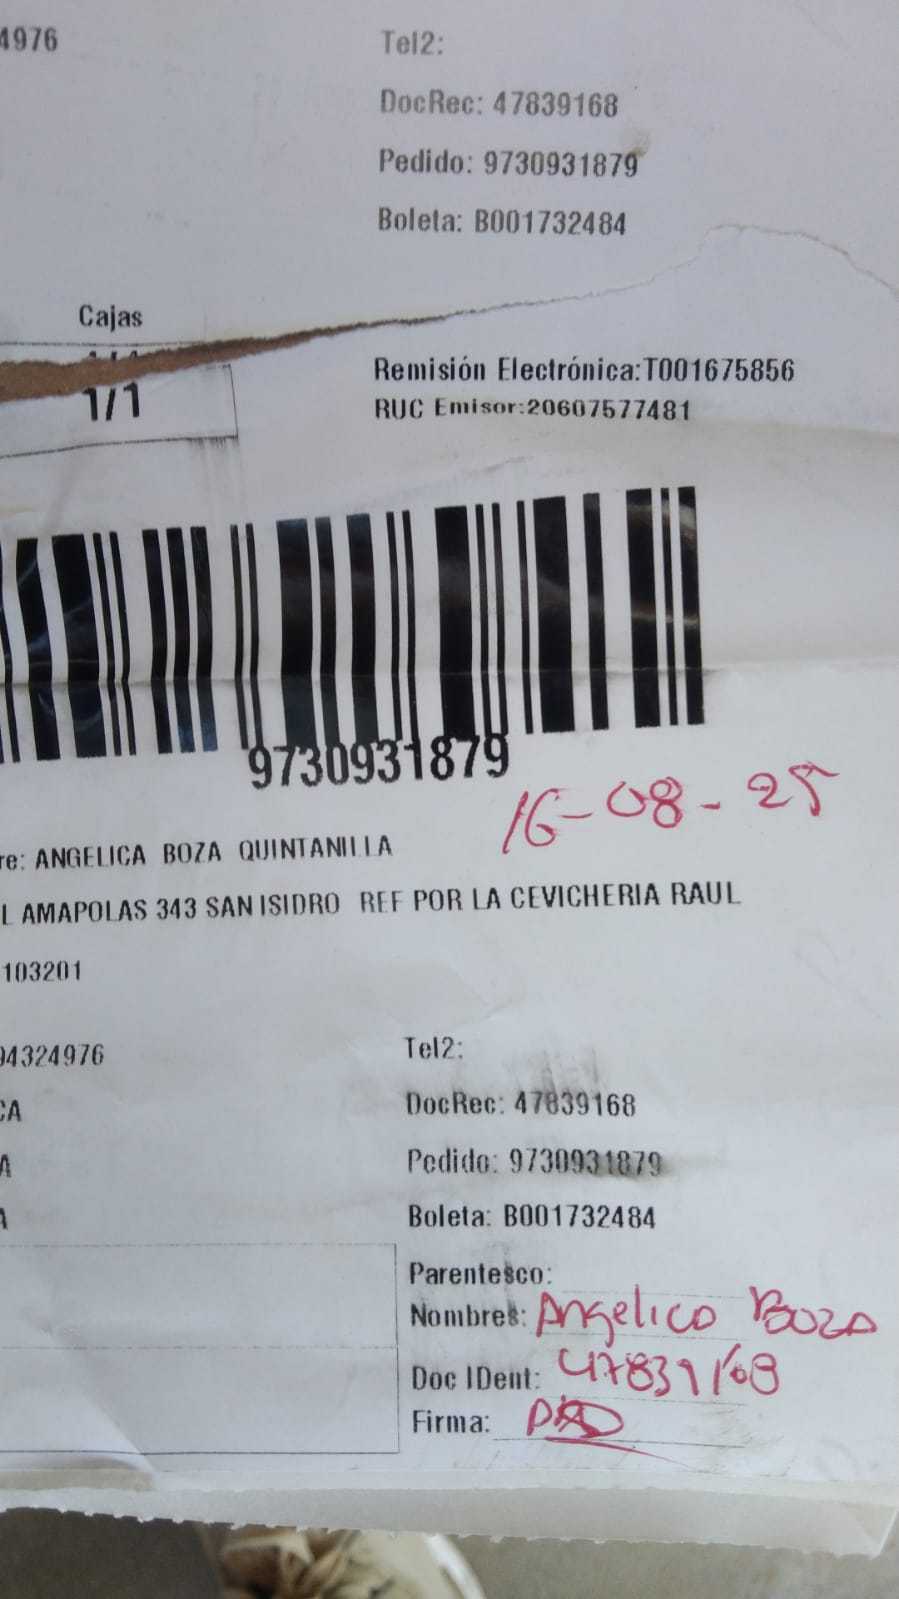 4976
Tel2:
DocRec: 47839168
Pedido: 9730931879
Boleta: B001732484
Cajas
1/1
Remisión Electrónica:T001675856
RUC Emisor:20607577481
9730931879
16-08-25
re: ANGELICA BOZA QUINTANILLA
L AMAPOLAS 343 SAN ISIDRO REF POR LA CEVICHERIA RAUL
103201
94324976
Tel2:
CA
DocRec: 47839168
A
Pedido: 9730931879
A
Boleta: B001732484
Parentesco:
Nombres: Angelica Boza
Doc IDent: 47839168
Firma: